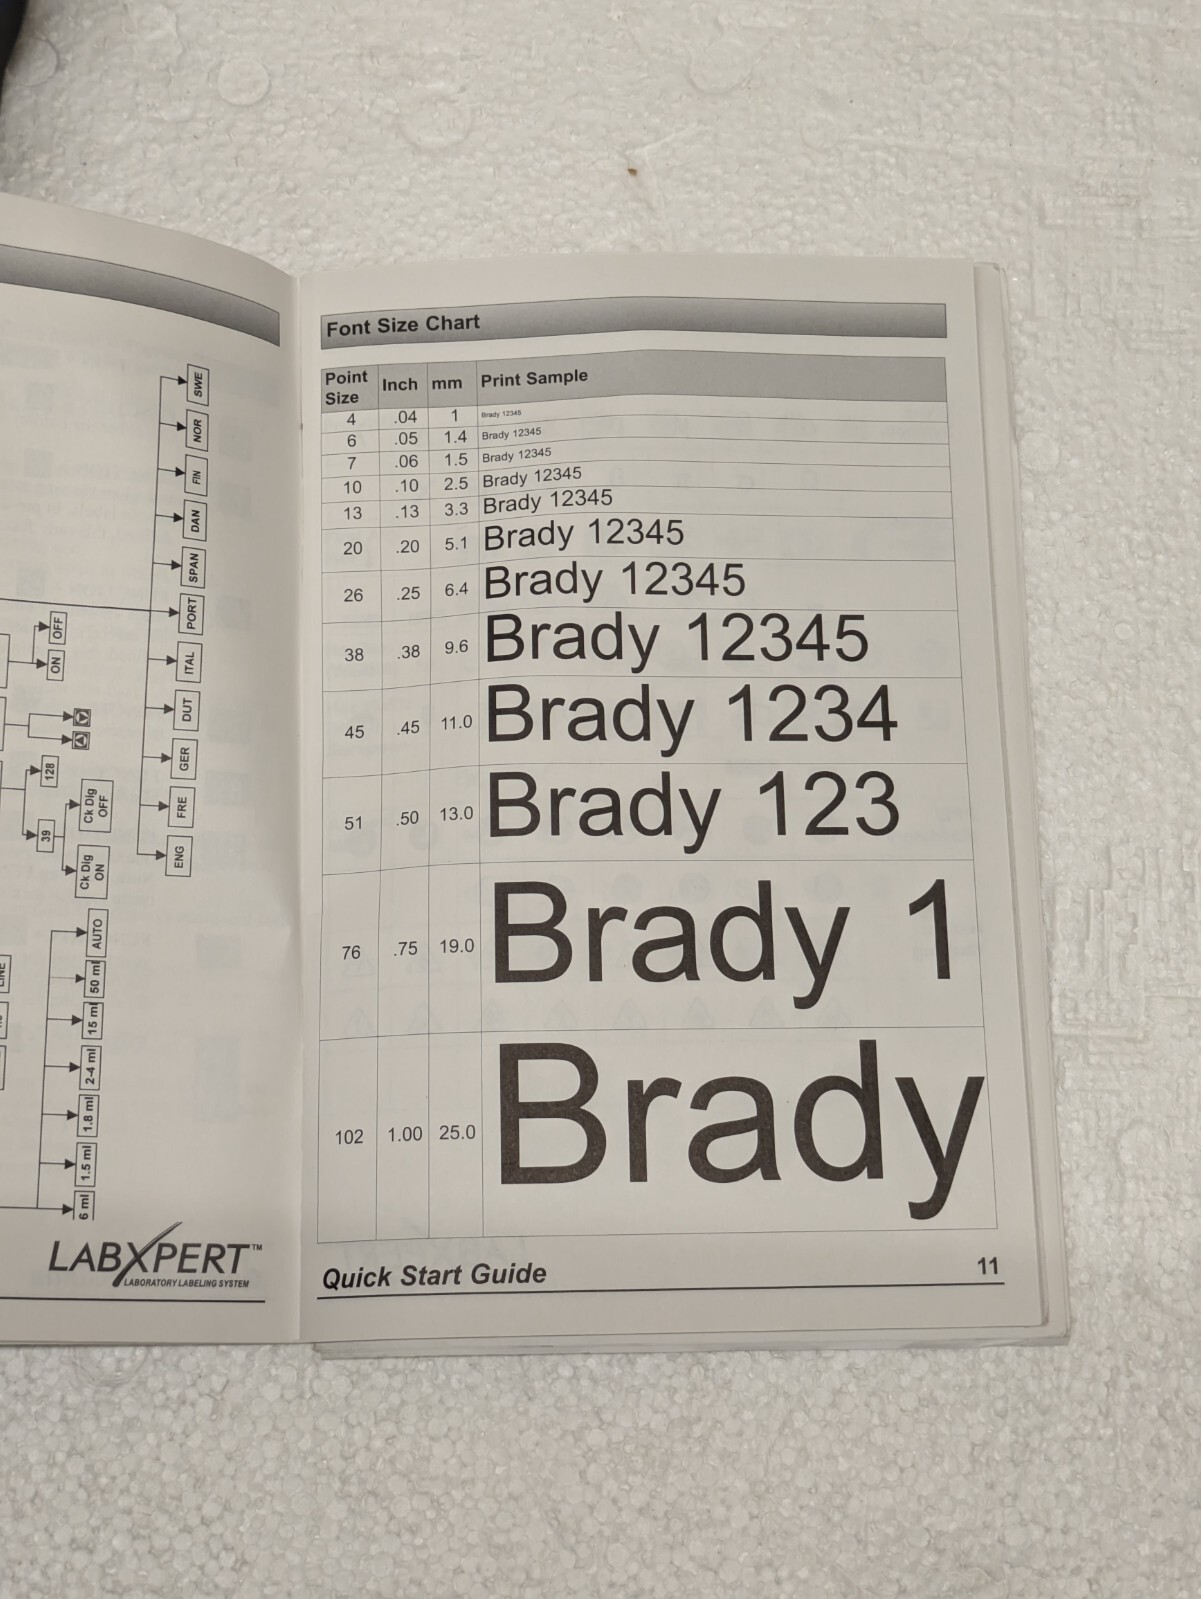 SWE
NOR
FIN
DAN
SPAN
PORT
ITAL
DUT
GER
FRE
ENG
OFF
ON
128
39
Ck Dig
OFF
Ck Dig
ON
AUTO
50 ml
15 ml
2-4 ml
1.8 ml
1.5 ml
6 ml
LINE
LABXPERT™
LABORATORY LABELING SYSTEM
Font Size Chart
Point Size Inch mm Print Sample
4 .04 1 Brady 12345
6 .05 1.4 Brady 12345
7 .06 1.5 Brady 12345
10 .10 2.5 Brady 12345
13 .13 3.3 Brady 12345
20 .20 5.1 Brady 12345
26 .25 6.4 Brady 12345
38 .38 9.6 Brady 12345
45 .45 11.0 Brady 1234
51 .50 13.0 Brady 123
76 .75 19.0 Brady 1
102 1.00 25.0 Brady
Quick Start Guide 11